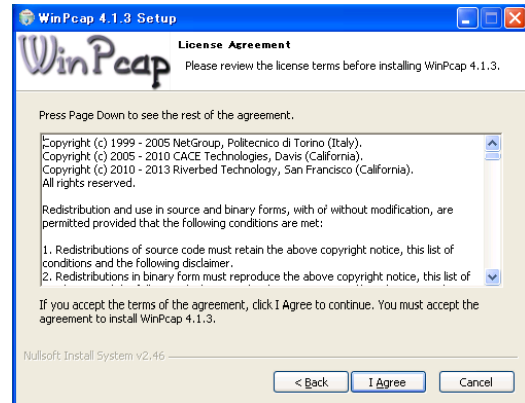 WinPcap 4.1.3 Setup
WinPcap
License Agreement
Please review the license terms before installing WinPcap 4.1.3.
Press Page Down to see the rest of the agreement.
Copyright (c) 1999 - 2005 NetGroup, Politecnico di Torino (Italy).
Copyright (c) 2005 - 2010 CACE Technologies, Davis (California).
Copyright (c) 2010 - 2013 Riverbed Technology, San Francisco (California).
All rights reserved.
Redistribution and use in source and binary forms, with or without modification, are
permitted provided that the following conditions are met:
1. Redistributions of source code must retain the above copyright notice, this list of
conditions and the following disclaimer.
2. Redistributions in binary form must reproduce the above copyright notice, this list of
If you accept the terms of the agreement, click I Agree to continue. You must accept the
agreement to install WinPcap 4.1.3.
Nullsoft Install System v2.46
< Back
I Agree
Cancel